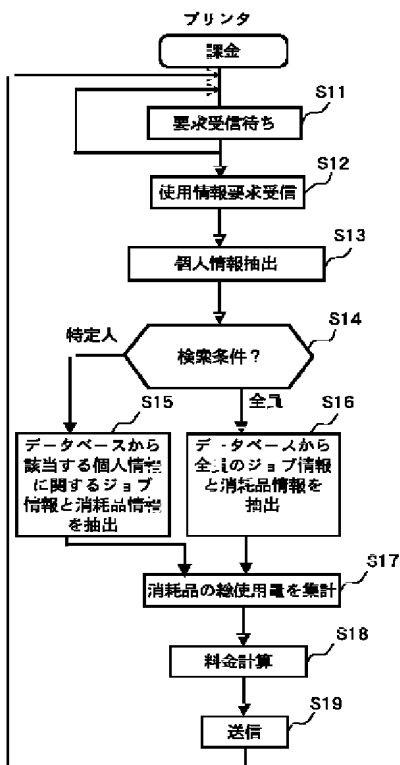 プリンタ
課金
S11
要求受信待ち
S12
使用情報要求受信
S13
個人情報抽出
S14
検索条件?
特定人
全員
S15
データベースから
該当する個人情報
に関するジョブ
情報と消耗品情報
を抽出
S16
データベースから
全員のジョブ情報
と消耗品情報を
抽出
S17
消耗品の総使用量を集計
S18
料金計算
S19
送信